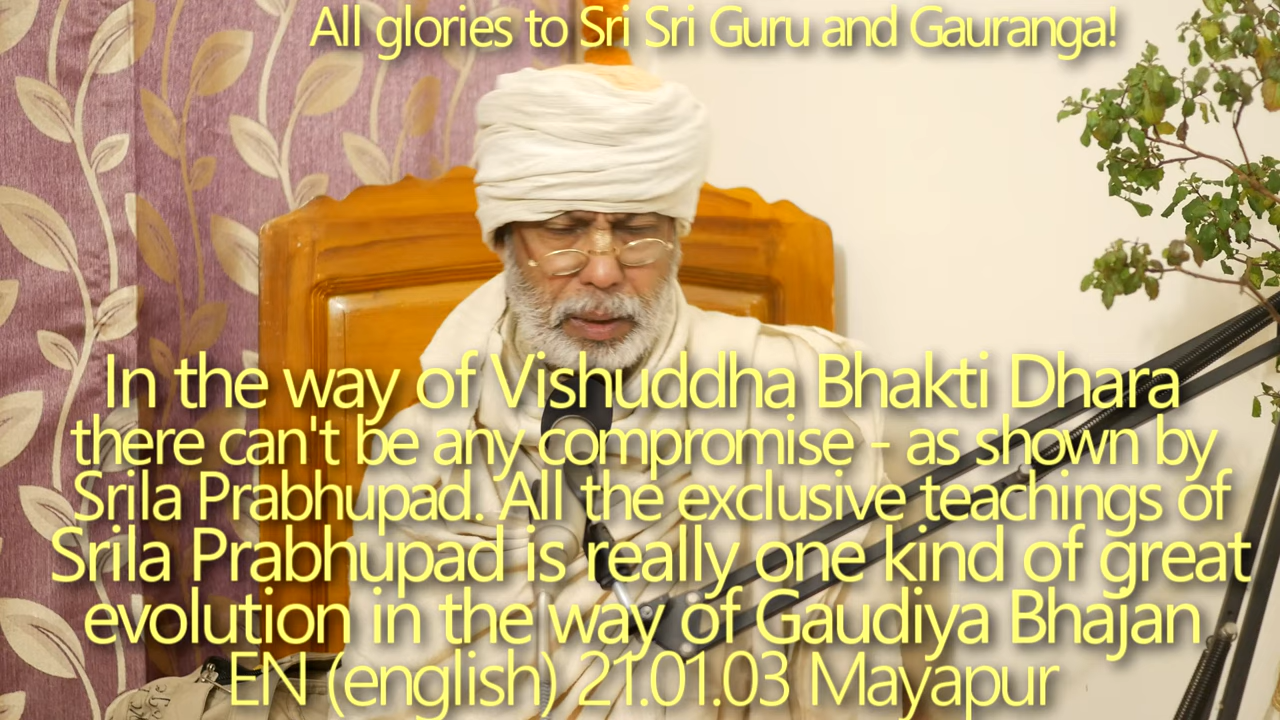 All glories to Sri Sri Guru and Gauranga!
In the way of Vishuddha Bhakti Dhara
there can't be any compromise - as shown by
Srila Prabhupad. All the exclusive teachings of
Srila Prabhupad is really one kind of great
evolution in the way of Gaudiya Bhajan
EN (english) 21.01.03 Mayapur